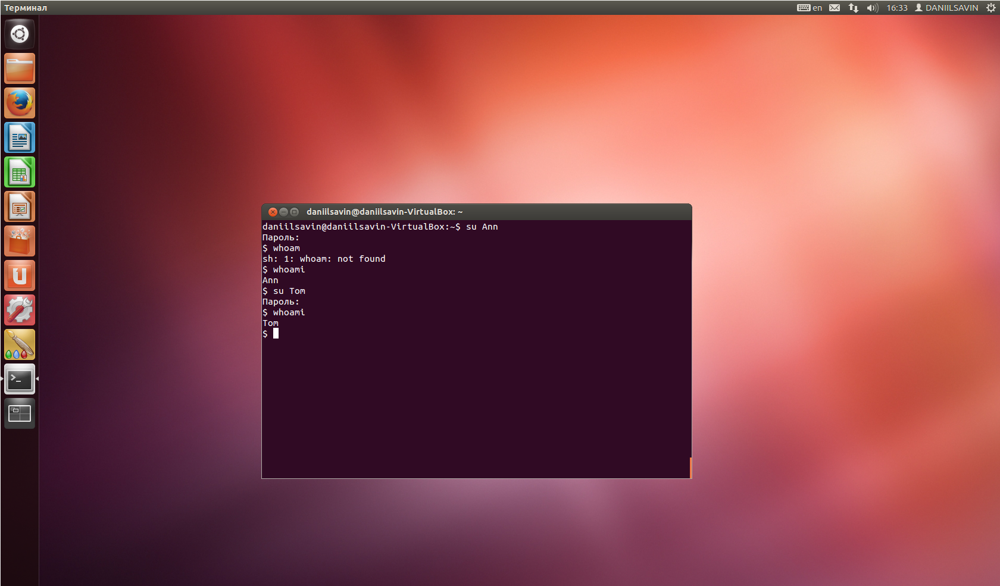 Терминал
en 16:33 DANIILSAVIN
daniilsavin@daniilsavin-VirtualBox: ~
daniilsavin@daniilsavin-VirtualBox:~$ su Ann
Пароль:
$ whoam
sh: 1: whoam: not found
$ whoami
Ann
$ su Tom
Пароль:
$ whoami
Tom
$